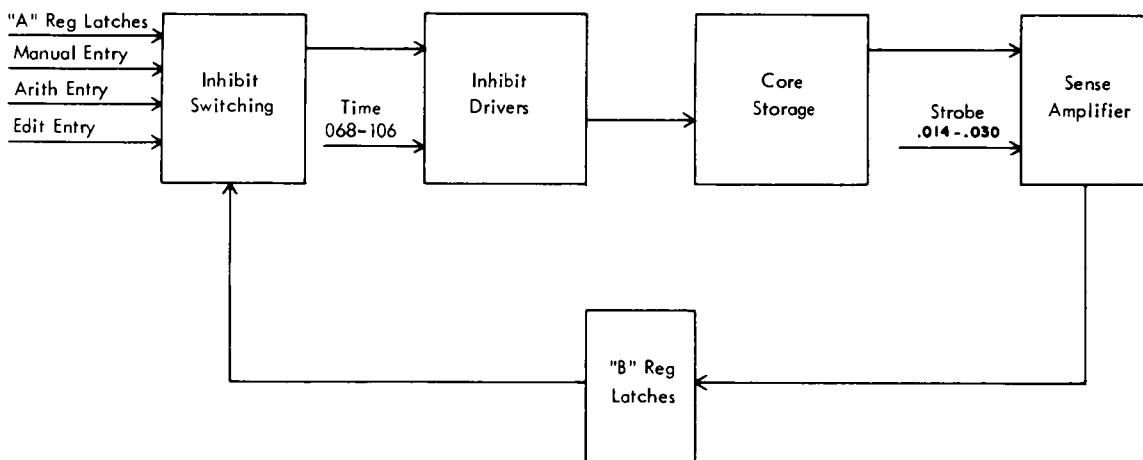 "A" Reg Latches
Manual Entry
Arith Entry
Edit Entry
Inhibit
Switching
Time
068-106
Inhibit
Drivers
Core
Storage
Strobe
.014-.030
Sense
Amplifier
"B" Reg
Latches